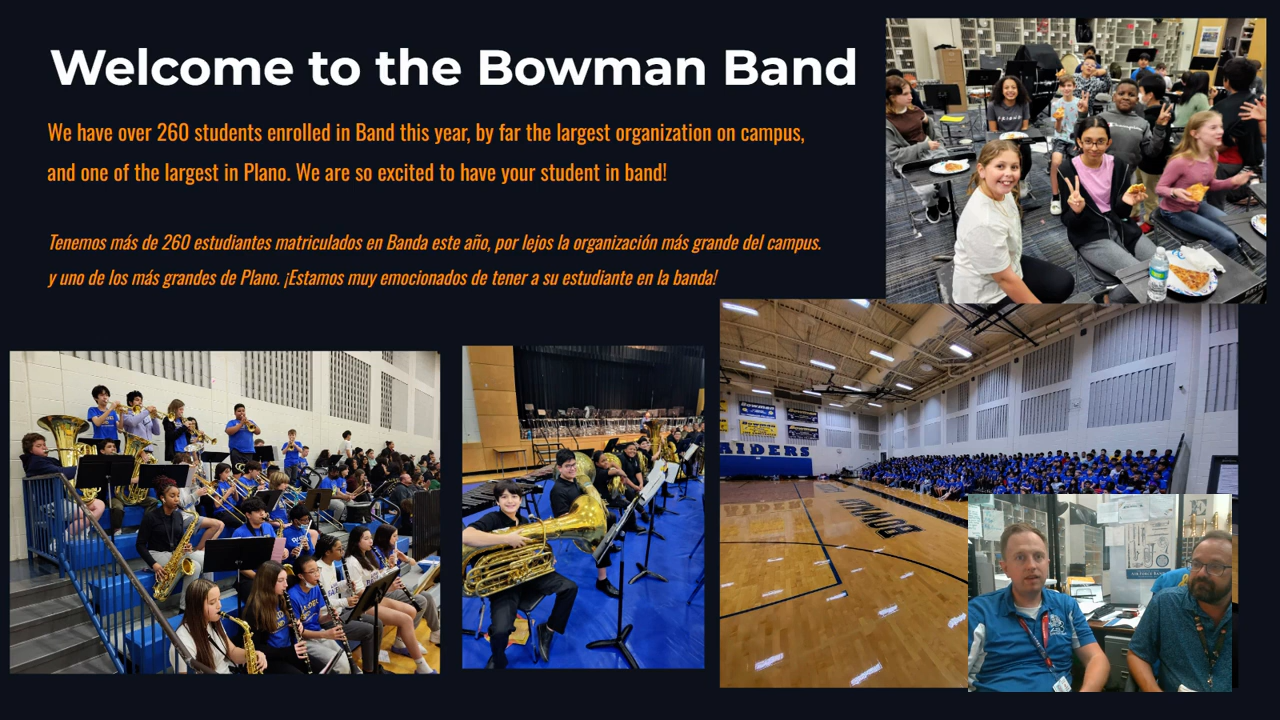 Welcome to the Bowman Band
We have over 260 students enrolled in Band this year, by far the largest organization on campus,
and one of the largest in Plano. We are so excited to have your student in band!
Tenemos más de 260 estudiantes matriculados en Banda este año, por lejos la organización más grande del campus.
y uno de los más grandes de Plano. ¡Estamos muy emocionados de tener a su estudiante en la banda!
RAIDERS
BOWMAN